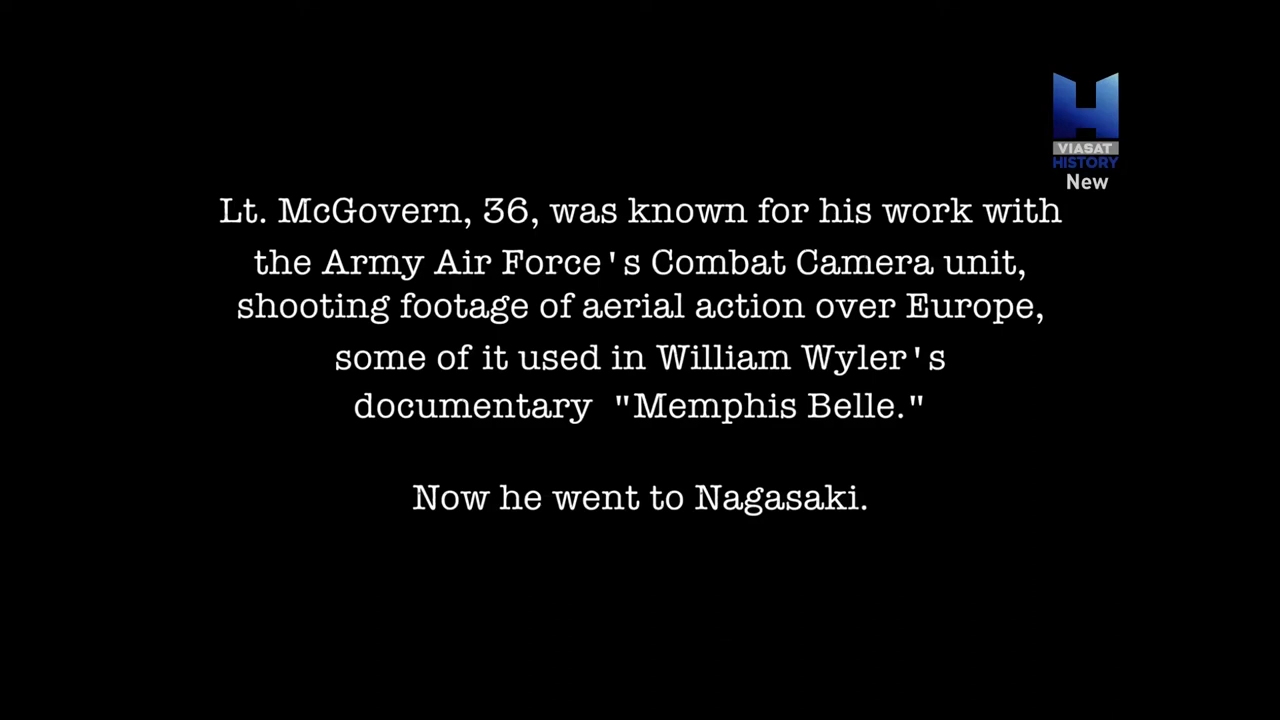 VIASAT
HISTORY
New
Lt. McGovern, 36, was known for his work with
the Army Air Force's Combat Camera unit,
shooting footage of aerial action over Europe,
some of it used in William Wyler's
documentary "Memphis Belle."
Now he went to Nagasaki.